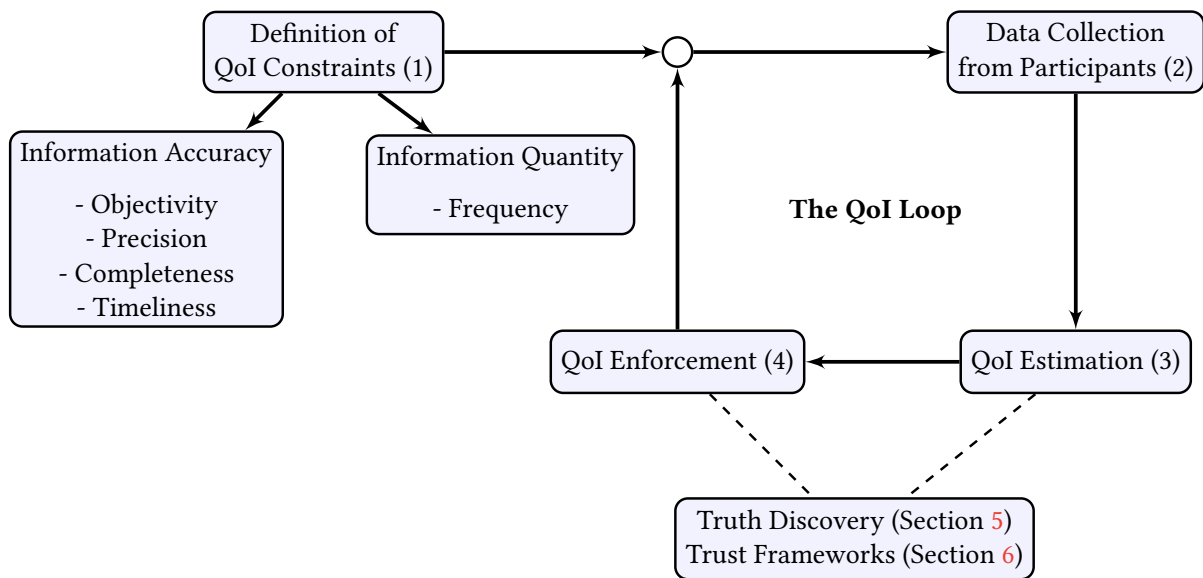 Definition of
QoI Constraints (1)
Data Collection
from Participants (2)
Information Accuracy
- Objectivity
- Precision
- Completeness
- Timeliness
Information Quantity
- Frequency
The QoI Loop
QoI Enforcement (4)
QoI Estimation (3)
Truth Discovery (Section 5)
Trust Frameworks (Section 6)